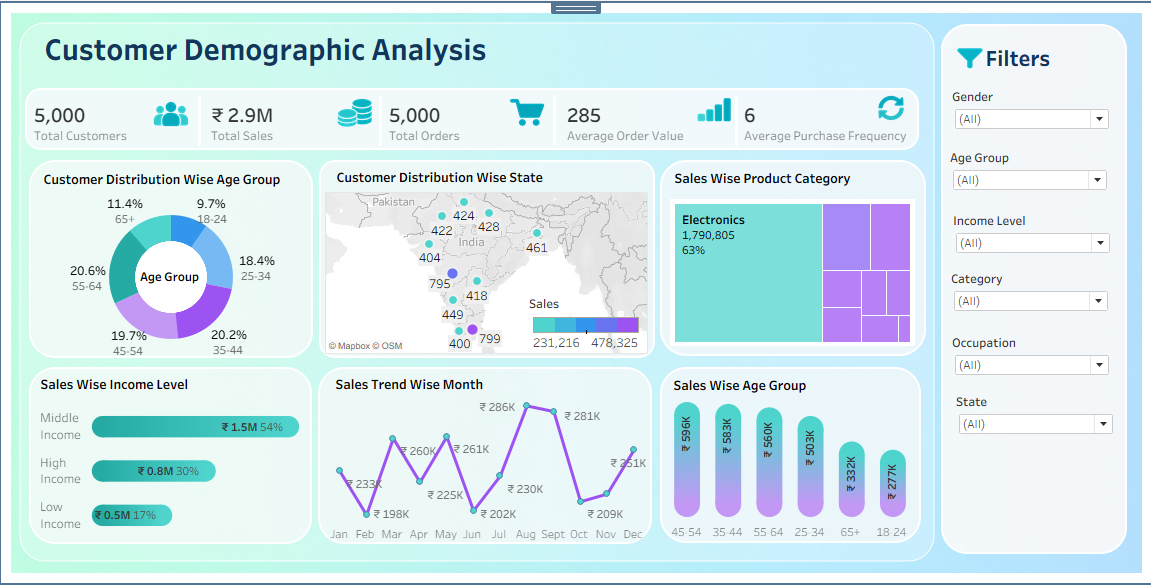 Customer Demographic Analysis
5,000
Total Customers
₹ 2.9M
Total Sales
5,000
Total Orders
285
Average Order Value
6
Average Purchase Frequency
Customer Distribution Wise Age Group
11.4%
65+
9.7%
18-24
18.4%
25-34
20.6%
55-64
Age Group
19.7%
45-54
20.2%
35-44
Customer Distribution Wise State
Pakistan
424
422
428
India
461
404
795
418
449
400
799
Sales
231,216
478,325
© Mapbox © OSM
Sales Wise Product Category
Electronics
1,790,805
63%
Sales Wise Income Level
Middle
Income
₹ 1.5M 54%
High
Income
₹ 0.8M 30%
Low
Income
₹ 0.5M 17%
Sales Trend Wise Month
₹ 286K
₹ 281K
₹ 260K
₹ 261K
₹ 251K
₹ 233K
₹ 225K
₹ 230K
₹ 198K
₹ 202K
₹ 209K
Jan Feb Mar Apr May Jun Jul Aug Sept Oct Nov Dec
Sales Wise Age Group
₹ 596K
₹ 583K
₹ 560K
₹ 503K
₹ 332K
₹ 277K
45-54 35-44 55-64 25-34 65+ 18-24
Filters
Gender
(All)
Age Group
(All)
Income Level
(All)
Category
(All)
Occupation
(All)
State
(All)